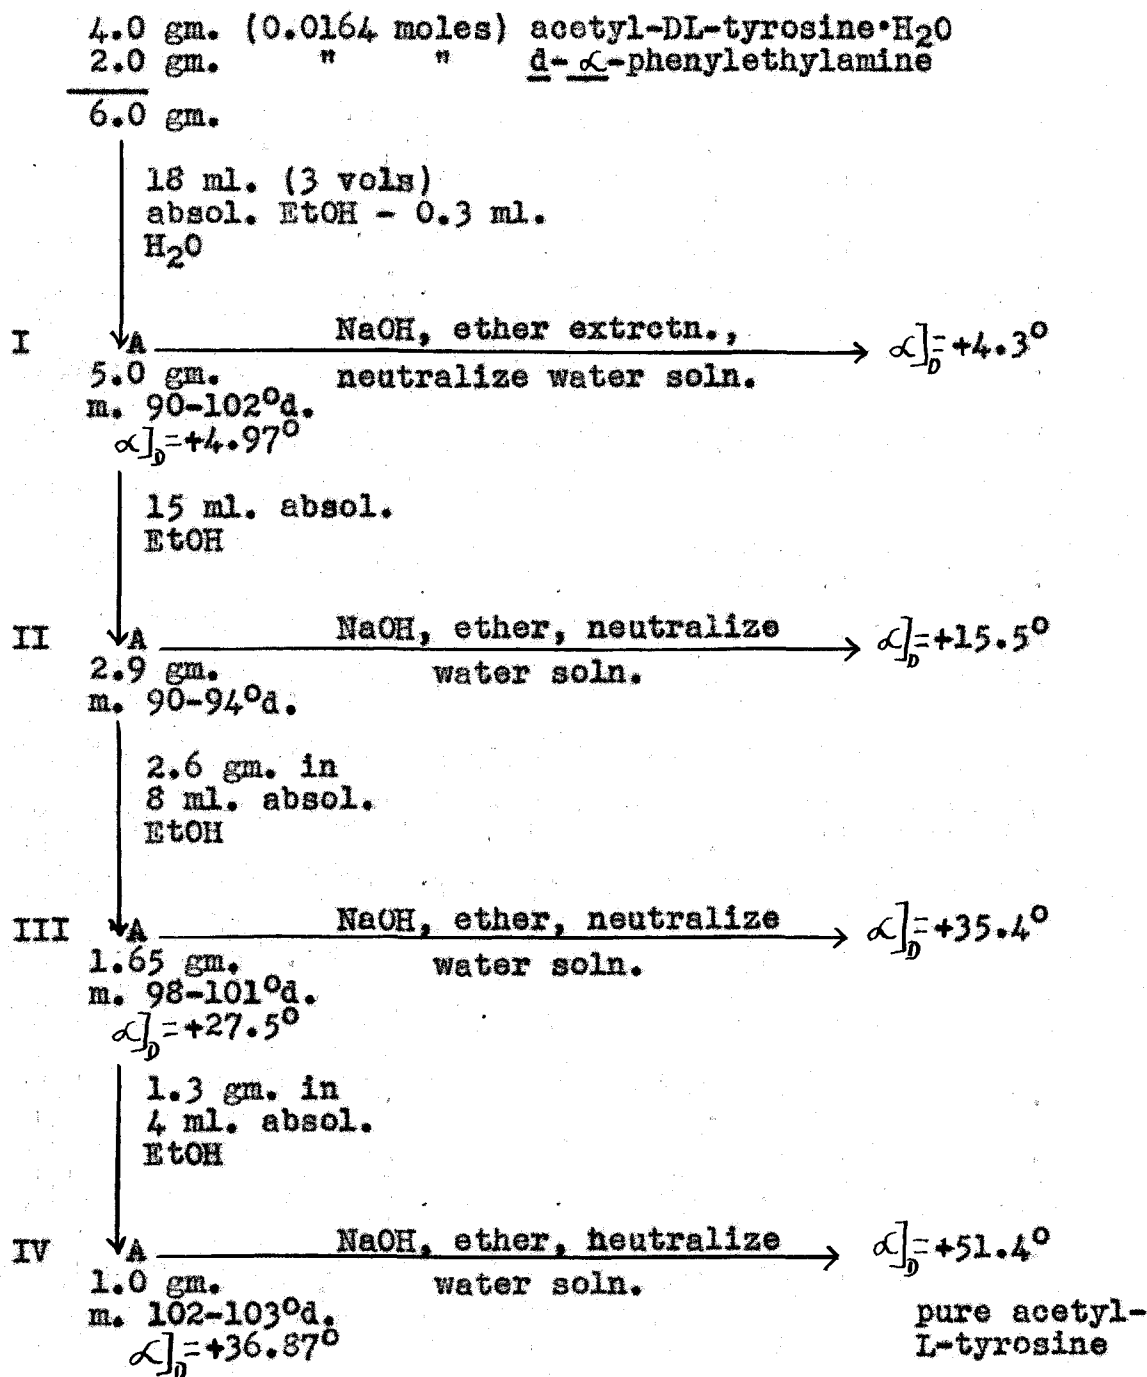 4.0 gm. (0.0164 moles) acetyl-DL-tyrosine·H₂O
2.0 gm. " " d-α-phenylethylamine
6.0 gm.
18 ml. (3 vols)
absol. EtOH - 0.3 ml.
H₂O
I A NaOH, ether extrctn., α]D=+4.3°
5.0 gm. neutralize water soln.
m. 90-102°d.
α]D=+4.97°
15 ml. absol.
EtOH
II A NaOH, ether, neutralize α]D=+15.5°
2.9 gm. water soln.
m. 90-94°d.
2.6 gm. in
8 ml. absol.
EtOH
III A NaOH, ether, neutralize α]D=+35.4°
1.65 gm. water soln.
m. 98-101°d.
α]D=+27.5°
1.3 gm. in
4 ml. absol.
EtOH
IV A NaOH, ether, neutralize α]D=+51.4°
1.0 gm. water soln.
m. 102-103°d. pure acetyl-
α]D=+36.87° L-tyrosine